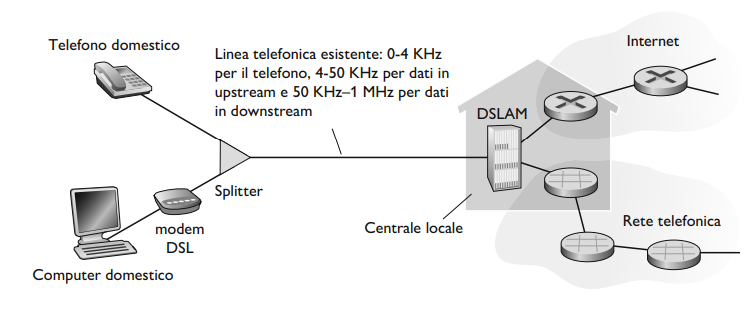 Telefono domestico
Linea telefonica esistente: 0-4 KHz
per il telefono, 4-50 KHz per dati in
upstream e 50 KHz–1 MHz per dati
in downstream
Internet
DSLAM
Splitter
modem
DSL
Centrale locale
Rete telefonica
Computer domestico